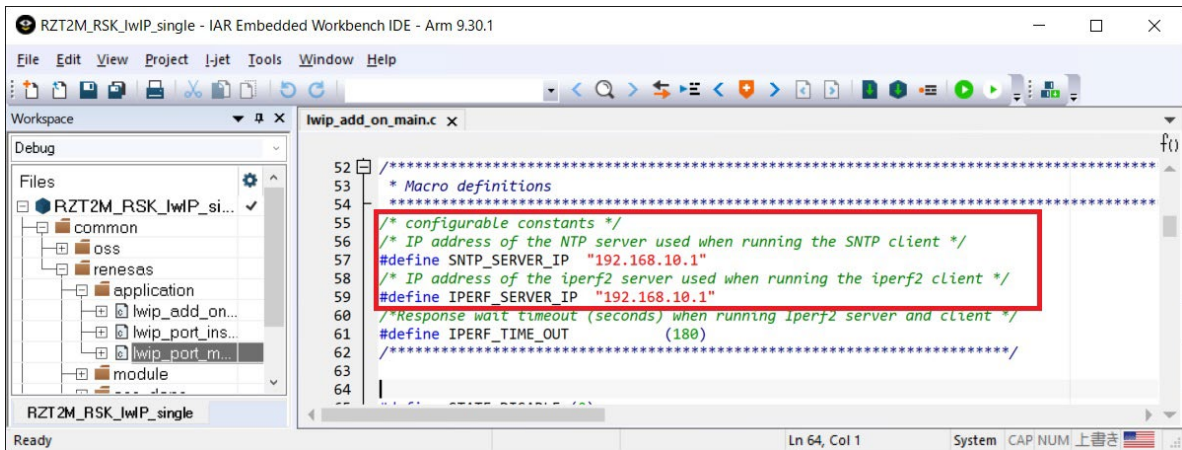 RZT2M_RSK_lwIP_single - IAR Embedded Workbench IDE - Arm 9.30.1
File Edit View Project I-jet Tools Window Help
Workspace
lwip_add_on_main.c
Debug
Files
RZT2M_RSK_lwIP_si...
common
oss
renesas
application
lwip_add_on...
lwip_port_ins...
lwip_port_m...
module
RZT2M_RSK_lwIP_single
52 /*****************************************************************************************
53 * Macro definitions
54 *****************************************************************************************
55 /* configurable constants */
56 /* IP address of the NTP server used when running the SNTP client */
57 #define SNTP_SERVER_IP "192.168.10.1"
58 /* IP address of the iperf2 server used when running the iperf2 client */
59 #define IPERF_SERVER_IP "192.168.10.1"
60 /*Response wait timeout (seconds) when running Iperf2 server and client */
61 #define IPERF_TIME_OUT (180)
62 /************************************************************************/
63
64
Ready
Ln 64, Col 1
System CAP NUM 上書き